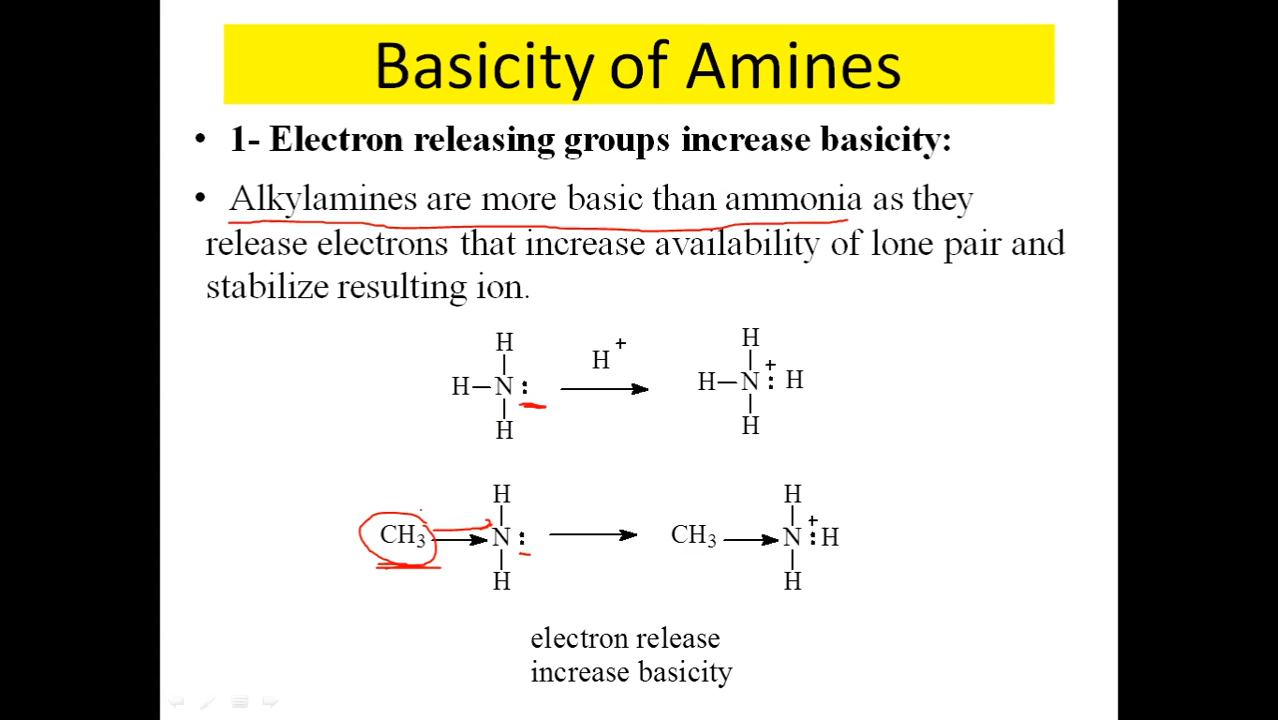 Basicity of Amines
• 1- Electron releasing groups increase basicity:
• Alkylamines are more basic than ammonia as they
release electrons that increase availability of lone pair and
stabilize resulting ion.
H H
H–N: H+ H–N+: H
H H
H H
CH3 N: CH3 N+:H
H H
electron release
increase basicity